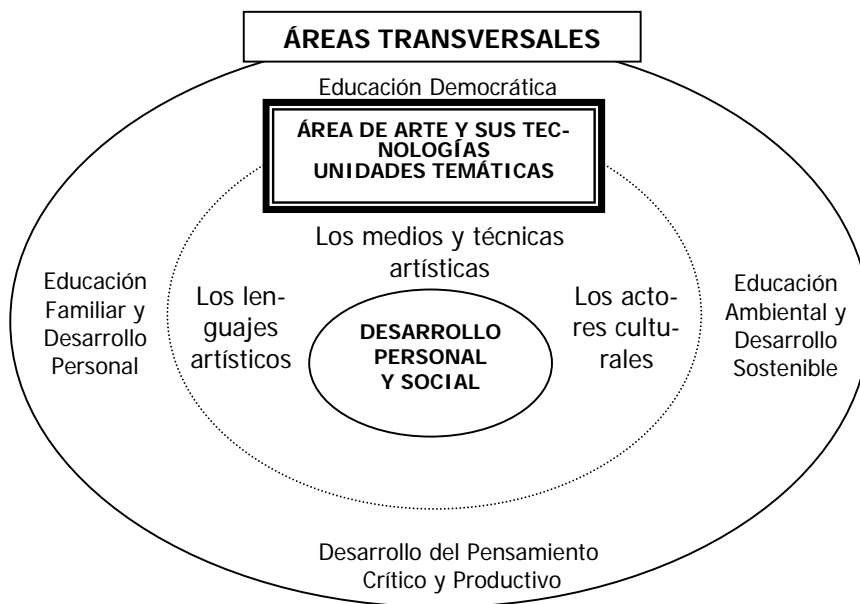 ÁREAS TRANSVERSALES
Educación Democrática
ÁREA DE ARTE Y SUS TEC-
NOLOGÍAS
UNIDADES TEMÁTICAS
Los medios y técnicas
artísticas
Educación
Familiar y
Desarrollo
Personal
Los len-
guajes
artísticos
DESARROLLO
PERSONAL
Y SOCIAL
Los acto-
res cultu-
rales
Educación
Ambiental y
Desarrollo
Sostenible
Desarrollo del Pensamiento
Crítico y Productivo